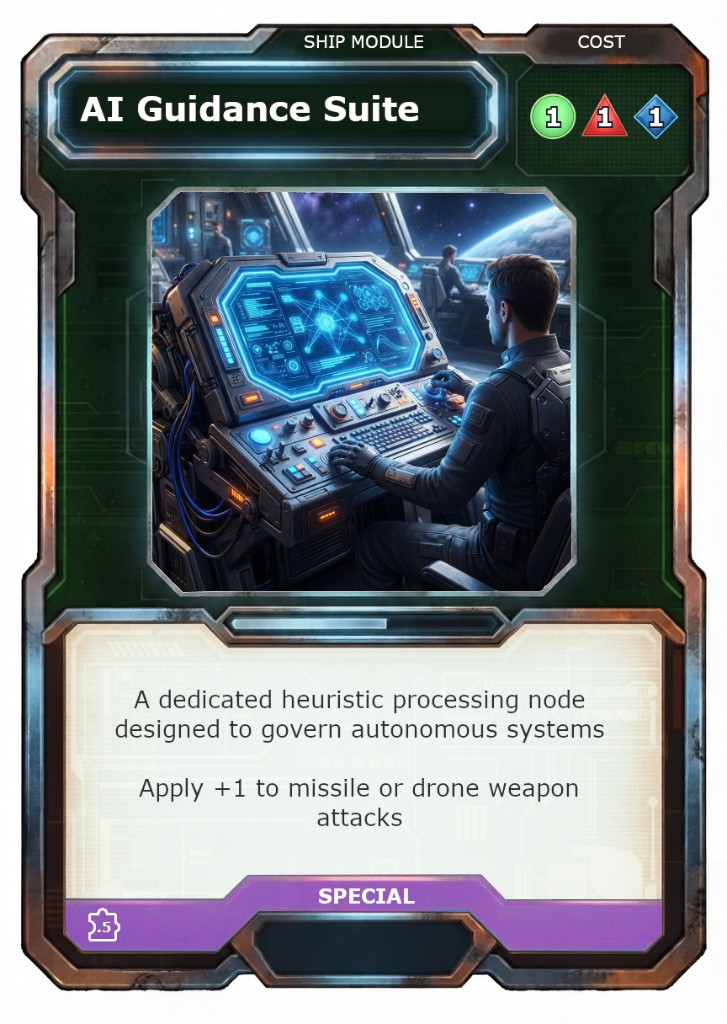 SHIP MODULE
COST
AI Guidance Suite
1 1 1
A dedicated heuristic processing node
designed to govern autonomous systems
Apply +1 to missile or drone weapon
attacks
SPECIAL
.5